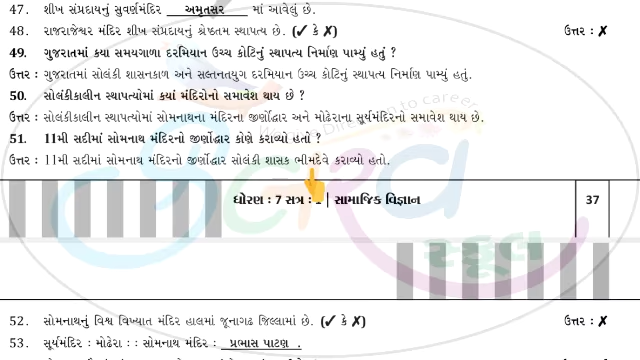 47. શીખ સંપ્રદાયનું સુવર્ણમંદિર અમૃતસર માં આવેલું છે.
48. રાજરાજેશ્વર મંદિર શીખ સંપ્રદાયનું શ્રેષ્ઠતમ સ્થાપત્ય છે. (✓ કે ✗) ઉત્તર : ✗
49. ગુજરાતમાં કયા સમયગાળા દરમિયાન ઉચ્ચ કોટિનું સ્થાપત્ય નિર્માણ પામ્યું હતું ?
ઉત્તર : ગુજરાતમાં સોલંકી શાસનકાળ અને સલ્તનતયુગ દરમિયાન ઉચ્ચ કોટિનું સ્થાપત્ય નિર્માણ પામ્યું હતું.
50. સોલંકીકાલીન સ્થાપત્યોમાં કયાં મંદિરોનો સમાવેશ થાય છે ?
ઉત્તર : સોલંકીકાલીન સ્થાપત્યોમાં સોમનાથના મંદિરના જીર્ણોદ્ધાર અને મોઢેરાના સૂર્યમંદિરનો સમાવેશ થાય છે.
51. 11મી સદીમાં સોમનાથ મંદિરનો જીર્ણોદ્ધાર કોણે કરાવ્યો હતો ?
ઉત્તર : 11મી સદીમાં સોમનાથ મંદિરનો જીર્ણોદ્ધાર સોલંકી શાસક ભીમદેવે કરાવ્યો હતો.
ધોરણ : 7 સત્ર : | સામાજિક વિજ્ઞાન 37
સ્કુલ
52. સોમનાથનું વિશ્વ વિખ્યાત મંદિર હાલમાં જૂનાગઢ જિલ્લામાં છે. (✓ કે ✗) ઉત્તર : ✗
53. સૂર્યમંદિર : મોઢેરા : : સોમનાથ મંદિર : પ્રભાસ પાટણ .